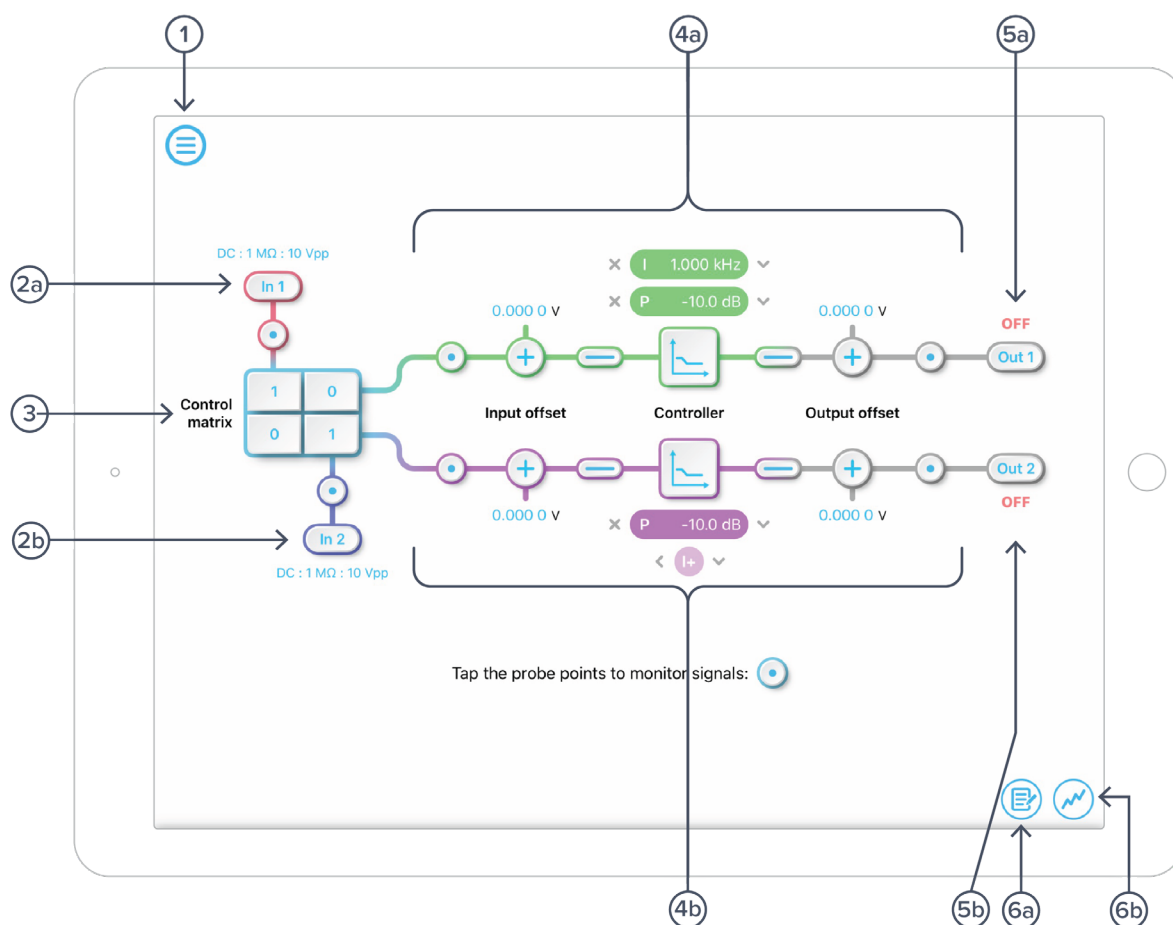 1
4a
5a
DC : 1 MΩ : 10 Vpp
2a
In 1
I 1.000 kHz
P -10.0 dB
0.000 0 V
0.000 0 V
OFF
Out 1
3
Control
matrix
1 0
0 1
Input offset
Controller
Output offset
Out 2
OFF
0.000 0 V
0.000 0 V
P -10.0 dB
I+
2b
In 2
DC : 1 MΩ : 10 Vpp
Tap the probe points to monitor signals:
4b
5b
6a
6b